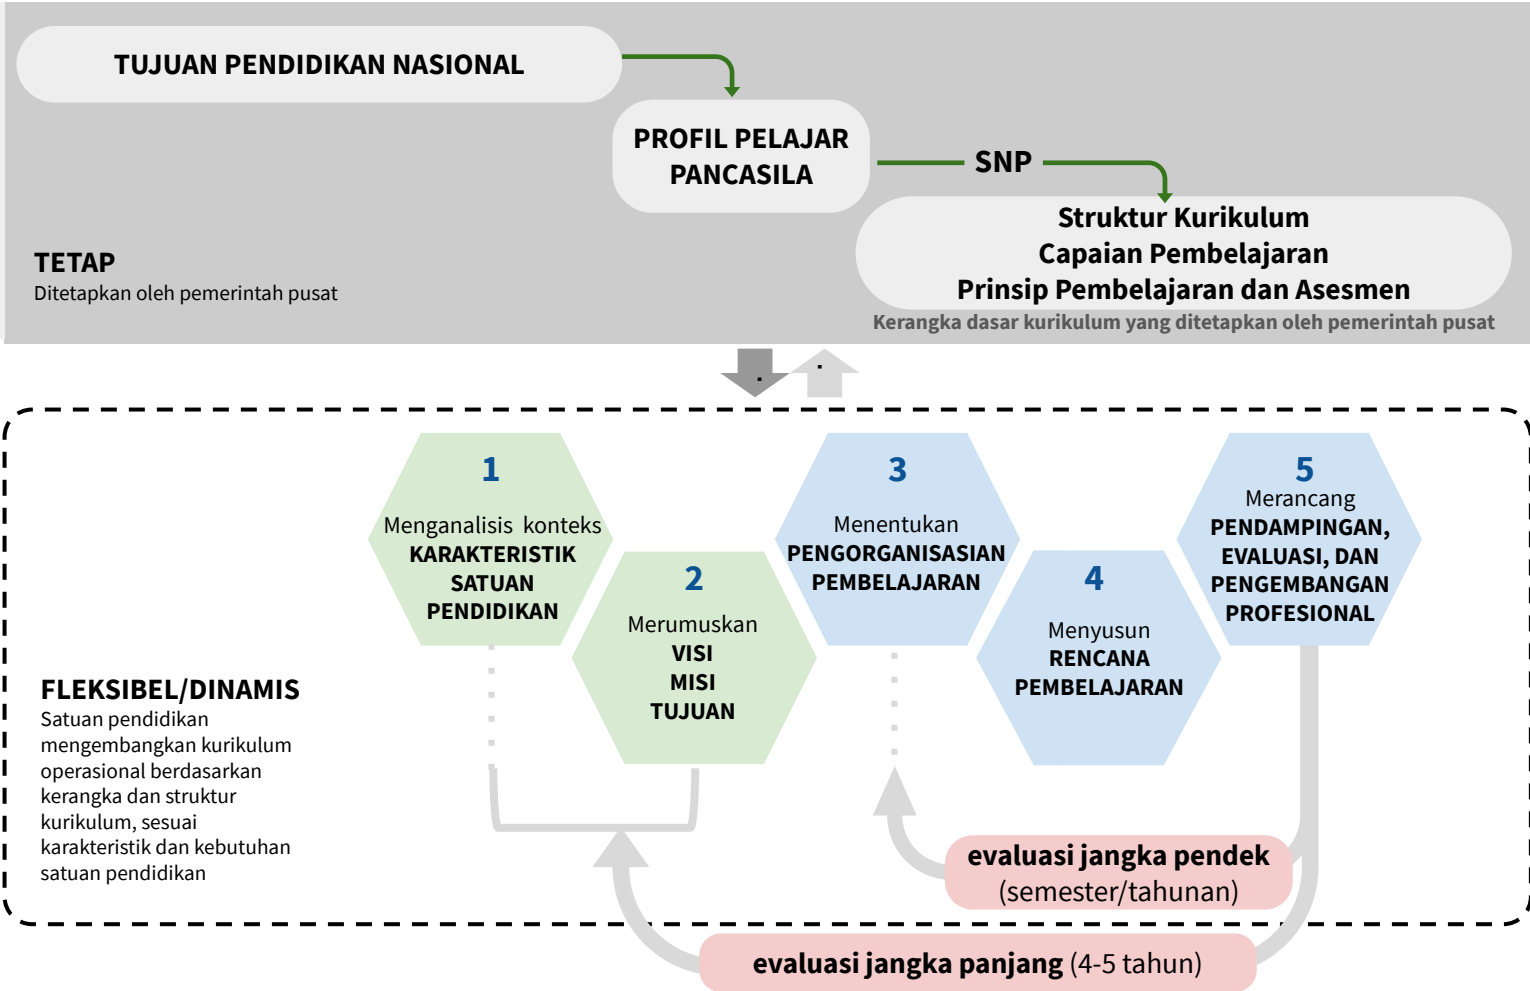 TUJUAN PENDIDIKAN NASIONAL
PROFIL PELAJAR
PANCASILA
SNP
Struktur Kurikulum
Capaian Pembelajaran
Prinsip Pembelajaran dan Asesmen
Kerangka dasar kurikulum yang ditetapkan oleh pemerintah pusat
TETAP
Ditetapkan oleh pemerintah pusat
.
.
1
Menganalisis konteks
KARAKTERISTIK
SATUAN
PENDIDIKAN
2
Merumuskan
VISI
MISI
TUJUAN
3
Menentukan
PENGORGANISASIAN
PEMBELAJARAN
4
Menyusun
RENCANA
PEMBELAJARAN
5
Merancang
PENDAMPINGAN,
EVALUASI, DAN
PENGEMBANGAN
PROFESIONAL
FLEKSIBEL/DINAMIS
Satuan pendidikan
mengembangkan kurikulum
operasional berdasarkan
kerangka dan struktur
kurikulum, sesuai
karakteristik dan kebutuhan
satuan pendidikan
evaluasi jangka pendek
(semester/tahunan)
evaluasi jangka panjang (4-5 tahun)